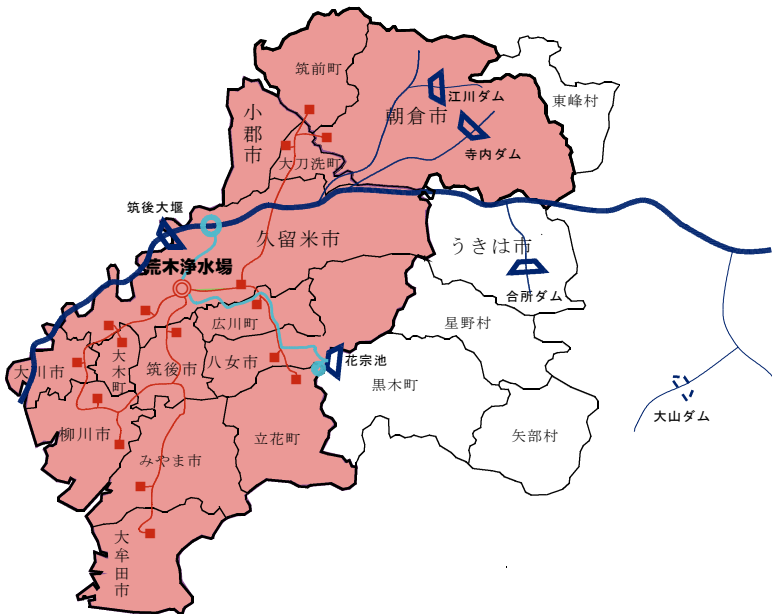 筑前町
東峰村
江川ダム
朝倉市
小郡市
寺内ダム
大刀洗町
筑後大堰
久留米市
うきは市
荒木浄水場
合所ダム
広川町
星野村
花宗池
大川市
大木町
筑後市
八女市
黒木町
大山ダム
柳川市
立花町
矢部村
みやま市
大牟田市